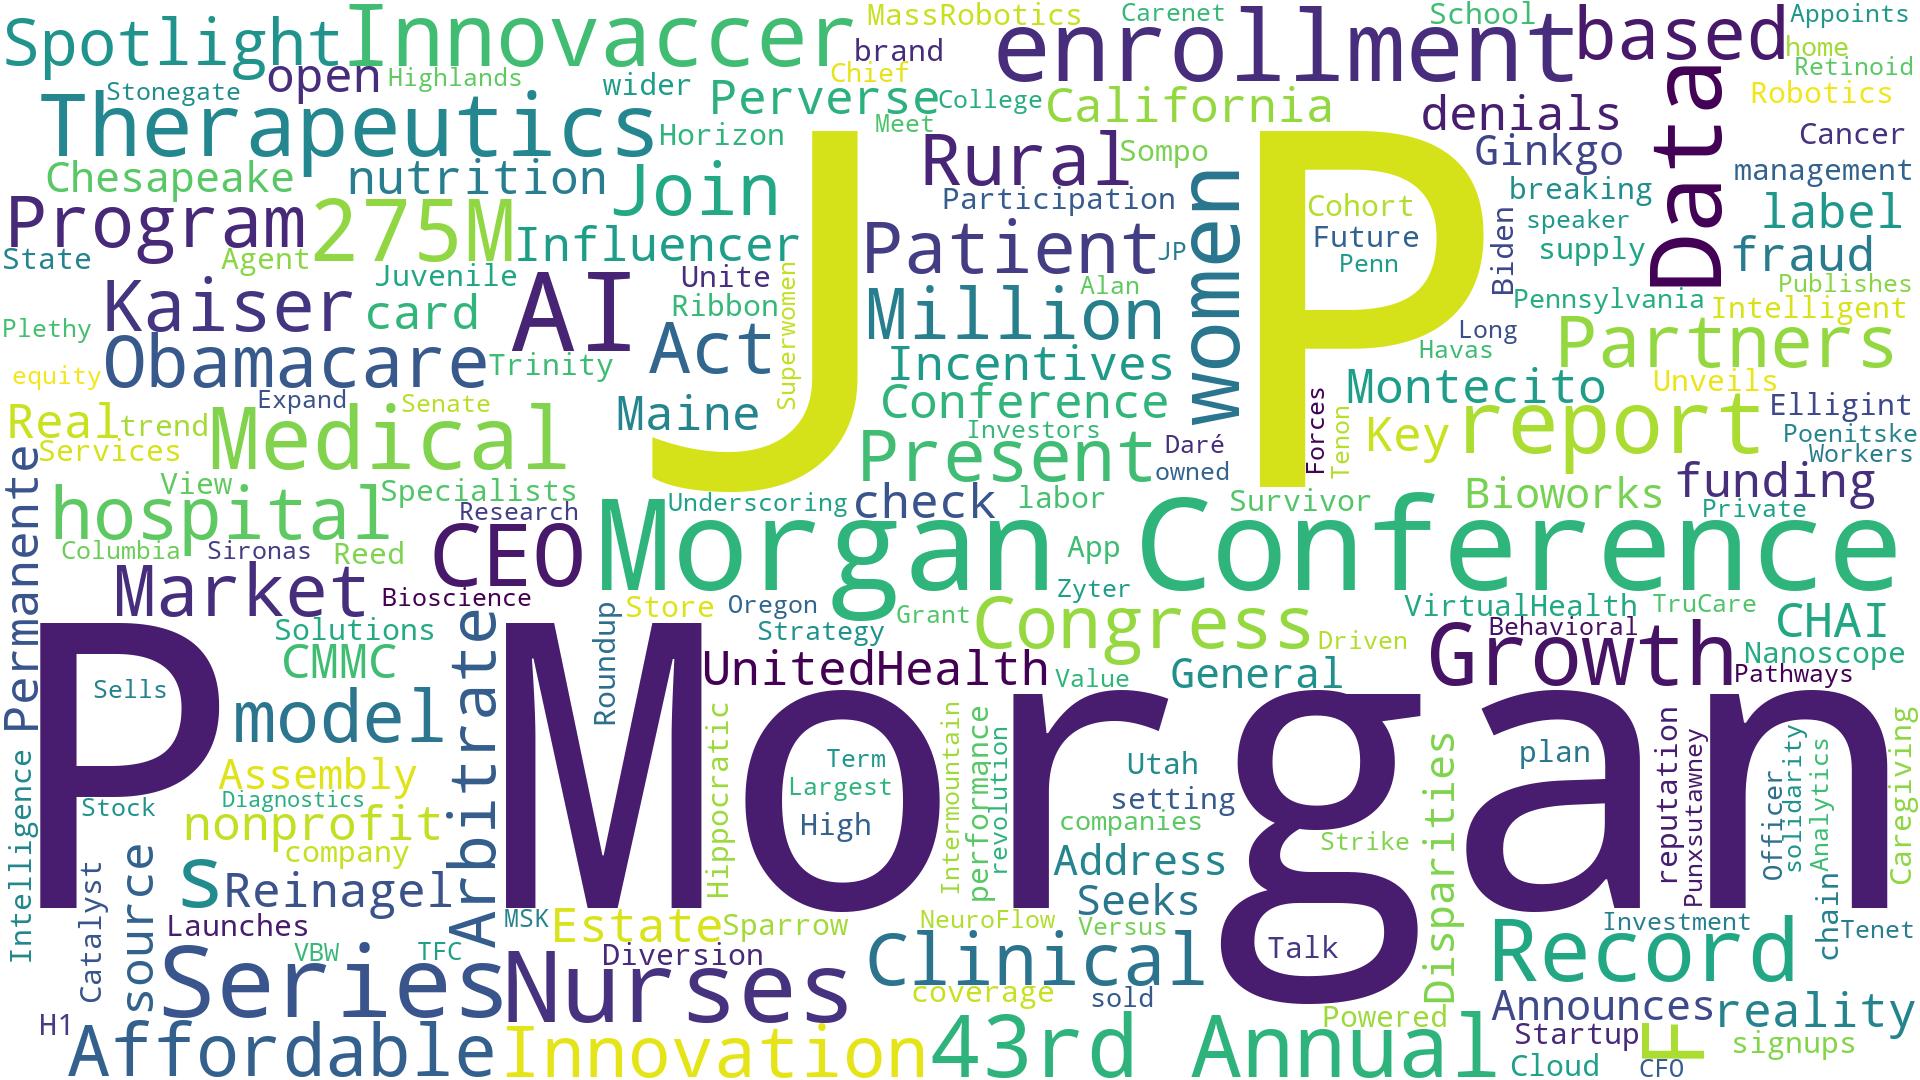 Spotlight
Innovaccer
MassRobotics
Carenet
School
based
Appoints
open
Highlands
brand
enrollment
home
Retinoid
Stonegate
wider
Chief
Perverse
College
California
Data
Robotics
Therapeutics
Horizon
Meet
denials
Cancer
J P
Rural
Sompo
Ginkgo
management
Chesapeake
nutrition
Join
Participation
women
breaking
label
Program
275M
Influencer
Patient
JP
Cohort
Future
Penn
Biden
speaker
supply
fraud
State
Agent
Juvenile
Unite
Superwomen
Alan
Publishes
Kaiser
card
AI
Ribbon
Million
Pennsylvania
Intelligent
Plethy
Act
Long
Havas
Partners
Obamacare
Trinity
Incentives
equity
Expand
Senate
Maine
Conference
Montecito
Unveils
Forces
Tenon
Elligint
Real
trend
Medical
Investors
Present
Daré
owned
Key
report
Poenitske
Workers
Services
Permanente
View
Specialists
Underscoring
check
labor
Survivor
Bioworks
funding
Private
hospital
Research
Columbia
Sironas
Reed
CEO
Morgan Conference
App
Market
Bioscience
Roundup
Store
Oregon
Zyter
Grant
Congress
VirtualHealth
TruCare
CHAI
Solutions
Strategy
Driven
Behavioral
CMMC
Arbitrate
UnitedHealth
Value
General
Growth
Nanoscope
Pathways
P Morgan
Sells
model
Hippocratic
Intermountain
performance
revolution
Utah
Disparities
plan
reputation
Punxsutawney
Officer
solidarity
Analytics
Caregiving
Intelligence
Assembly
Term
Largest
High
setting
Stock
Diagnostics
nonprofit
companies
Strike
company
Address
Catalyst
source
s
Reinagel
Seeks
chain
Launches
MSK
Estate
Sparrow
NeuroFlow
Versus
Investment
Tenet
VBW
TFC
Diversion
Clinical
Talk
Record
Series
Nurses
coverage
sold
Announces
reality
H1
Powered
Startup
F
signups
Affordable
Innovation
43rd Annual
Cloud
CFO